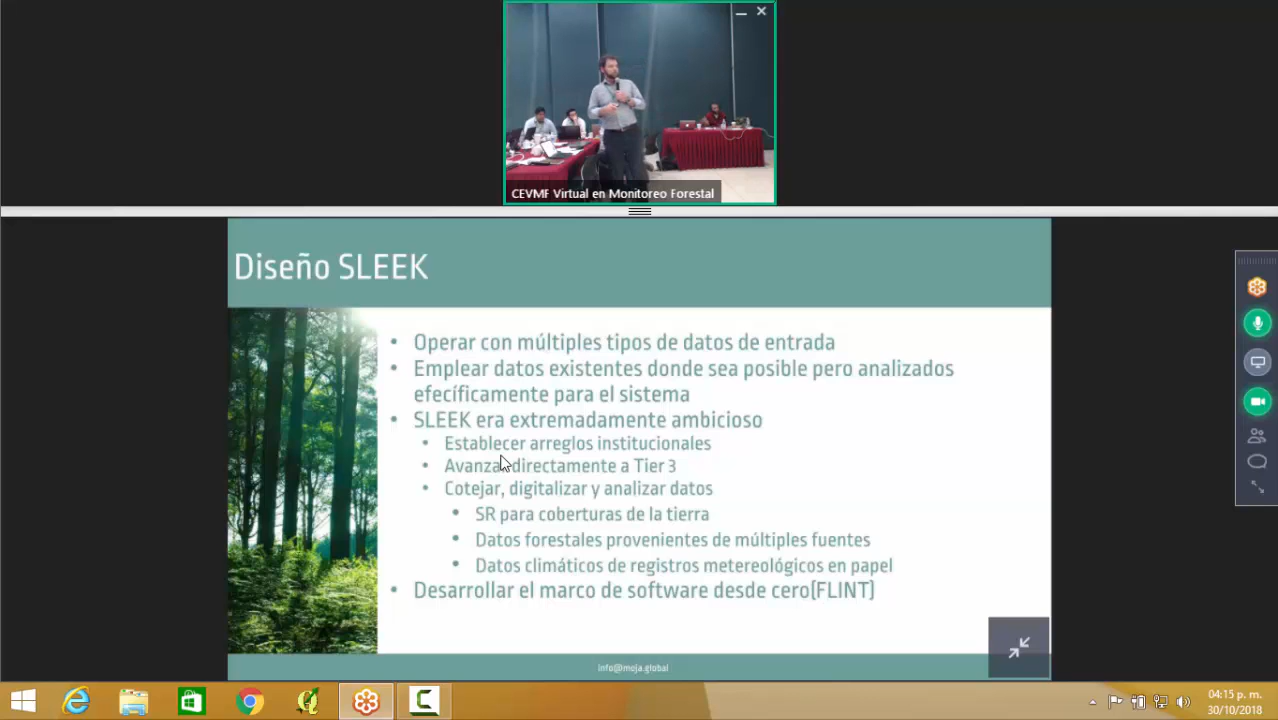 CEVMF Virtual en Monitoreo Forestal
Diseño SLEEK
• Operar con múltiples tipos de datos de entrada
• Emplear datos existentes donde sea posible pero analizados
efecíficamente para el sistema
• SLEEK era extremadamente ambicioso
• Establecer arreglos institucionales
• Avanzar directamente a Tier 3
• Cotejar, digitalizar y analizar datos
• SR para coberturas de la tierra
• Datos forestales provenientes de múltiples fuentes
• Datos climáticos de registros metereológicos en papel
• Desarrollar el marco de software desde cero(FLINT)
info@moja.global
04:15 p. m.
30/10/2018